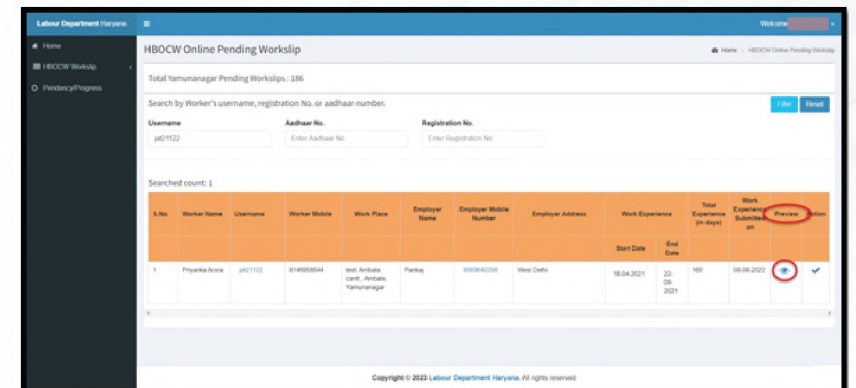 Labour Department Haryana
Welcome
Home
HBOCW Workslip
Pendency/Progress
HBOCW Online Pending Workslip
Home
HBOCW Online Pending Workslip
Total Yamunanagar Pending Workslips : 186
Search by Worker's username, registration No. or aadhaar number.
Filter Reset
Username Aadhaar No. Registration No.
jat21122 Enter Aadhaar No Enter Registration No.
Searched count: 1
S.No. Worker Name Username Worker Mobile Work Place Employer Name Employer Mobile Number Employer Address Work Experience Total Experience (in days) Work Experience Submitted on Preview Action
Start Date End Date
1 Priyanka Arora jat21122 8146958544 test, Ambala cantt , Ambala, Yamunanagar Pankaj 9569642288 West Delhi 16-04-2021 22-09-2021 160 08-06-2022
Copyright © 2023 Labour Department Haryana. All rights reserved.